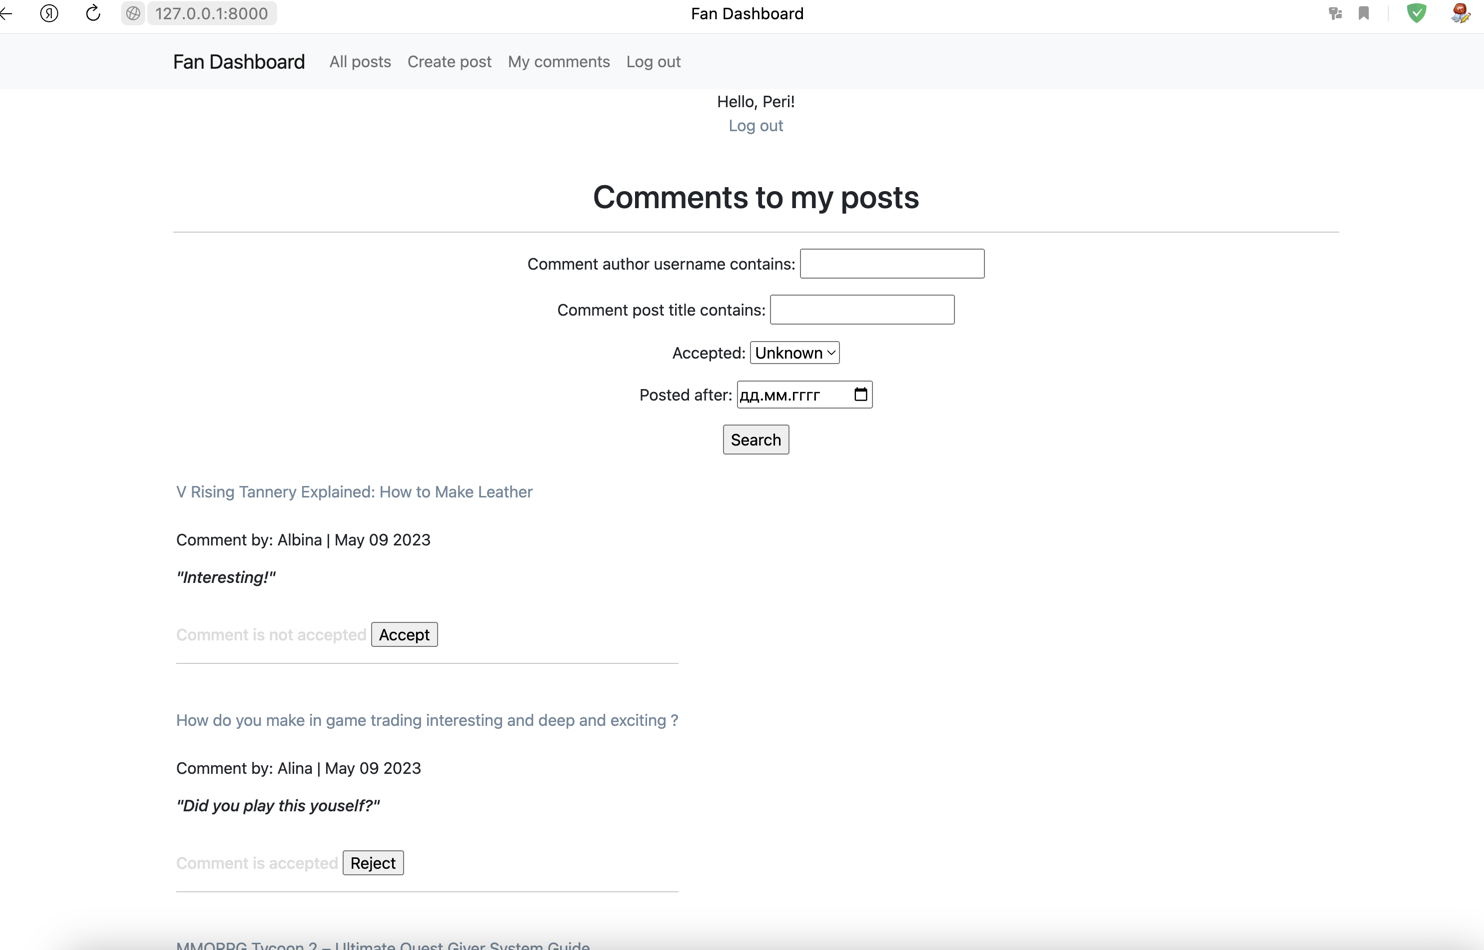 127.0.0.1:8000 Fan Dashboard
Fan Dashboard All posts Create post My comments Log out
Hello, Peri!
Log out
Comments to my posts
Comment author username contains:
Comment post title contains:
Accepted: Unknown
Posted after: дд.мм.гггг
Search
V Rising Tannery Explained: How to Make Leather
Comment by: Albina | May 09 2023
"Interesting!"
Comment is not accepted Accept
How do you make in game trading interesting and deep and exciting ?
Comment by: Alina | May 09 2023
"Did you play this youself?"
Comment is accepted Reject
MMORPG Tycoon 2 – Ultimate Quest Giver System Guide